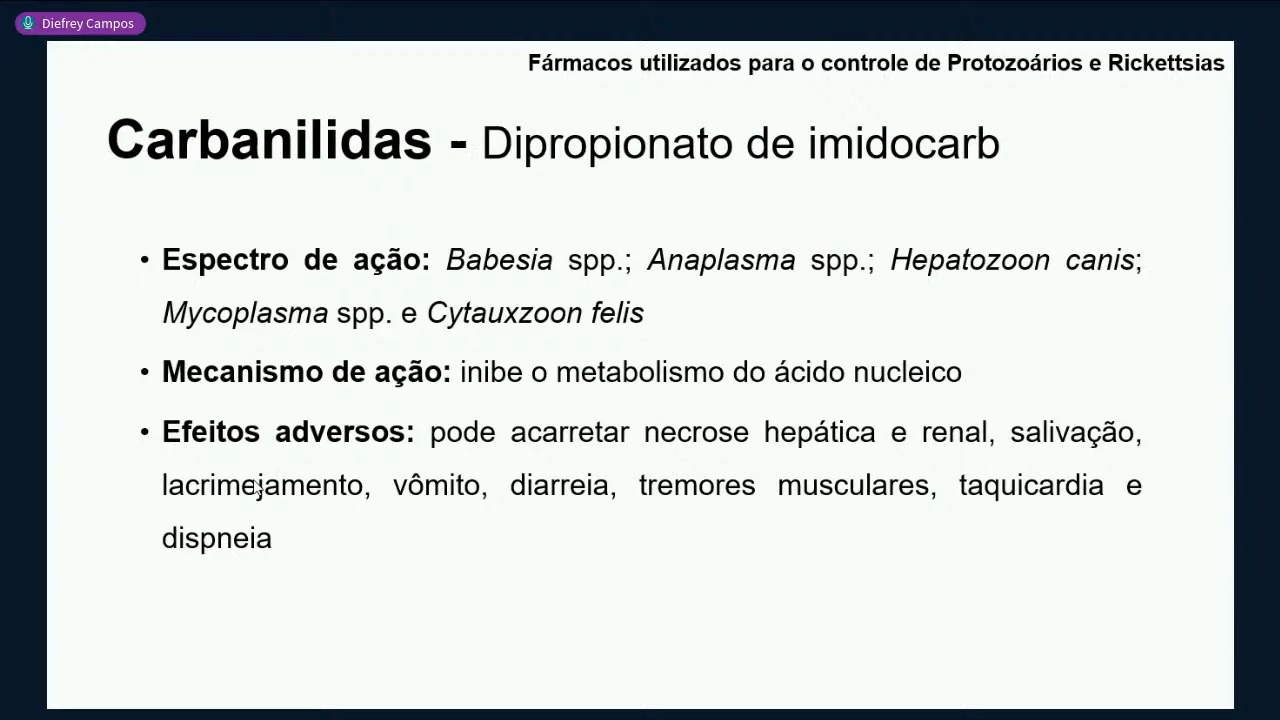 Diefrey Campos
Fármacos utilizados para o controle de Protozoários e Rickettsias
Carbanilidas - Dipropionato de imidocarb
• Espectro de ação: Babesia spp.; Anaplasma spp.; Hepatozoon canis;
Mycoplasma spp. e Cytauxzoon felis
• Mecanismo de ação: inibe o metabolismo do ácido nucleico
• Efeitos adversos: pode acarretar necrose hepática e renal, salivação,
lacrimejamento, vômito, diarreia, tremores musculares, taquicardia e
dispneia